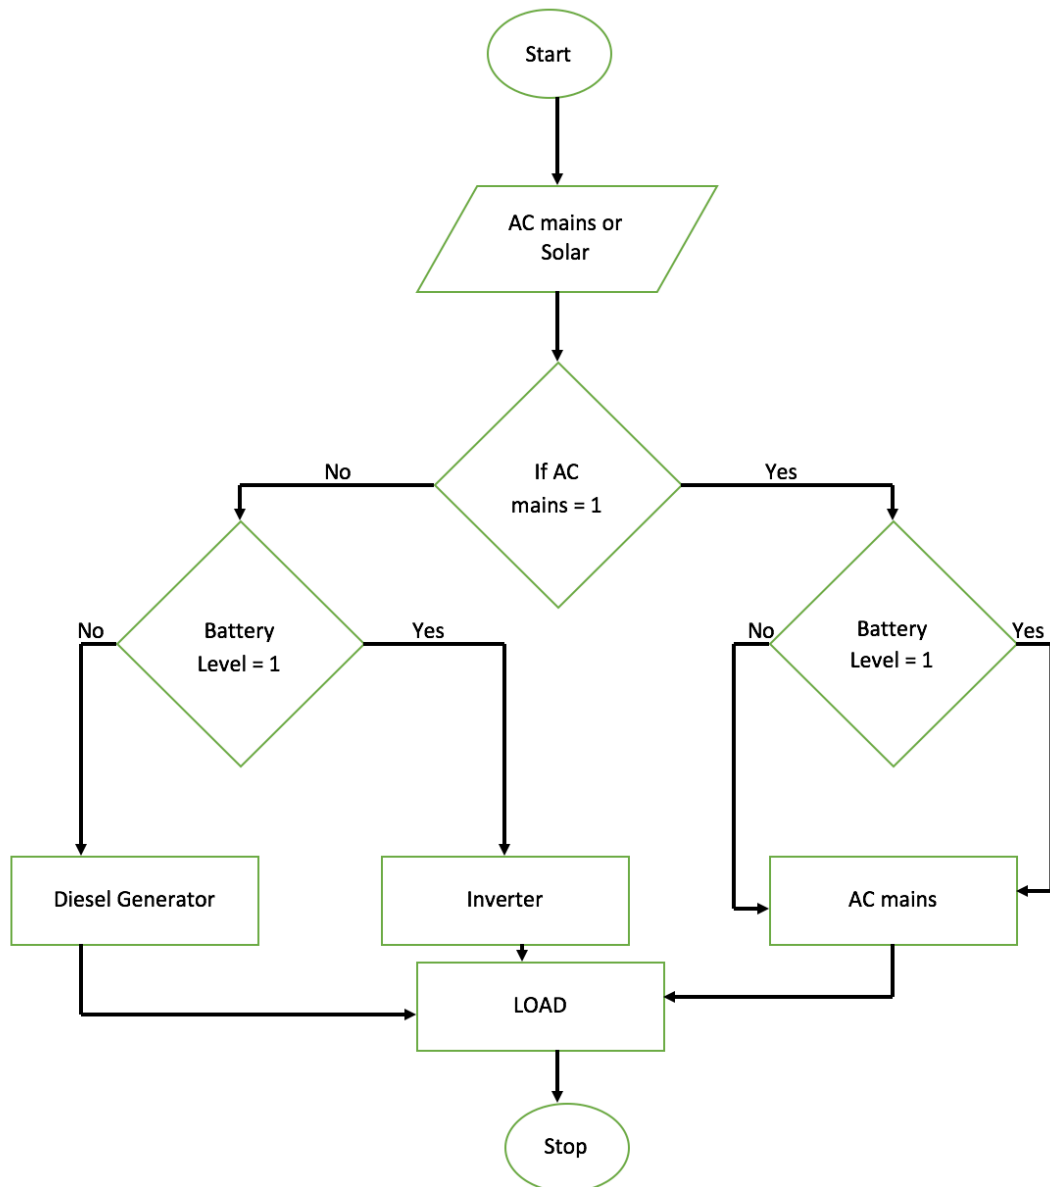 Start
AC mains or
Solar
If AC
mains = 1
No
Yes
Battery
Level = 1
No
Yes
Battery
Level = 1
No
Yes
Diesel Generator
Inverter
AC mains
LOAD
Stop